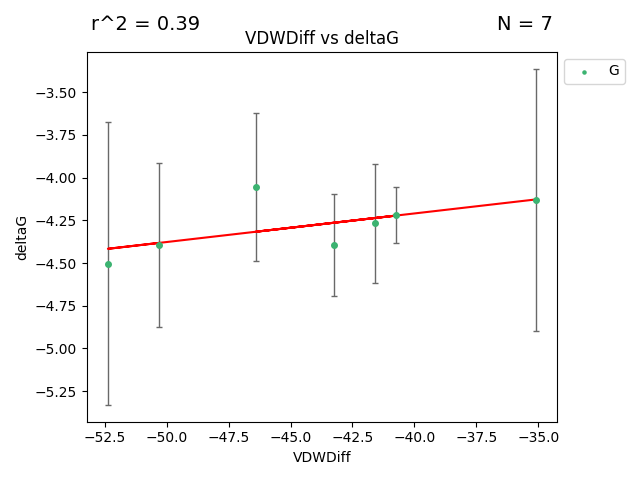 r^2 = 0.39
N = 7
VDWDiff vs deltaG
G
−3.50
−3.75
−4.00
−4.25
−4.50
−4.75
−5.00
−5.25
deltaG
−52.5 −50.0 −47.5 −45.0 −42.5 −40.0 −37.5 −35.0
VDWDiff